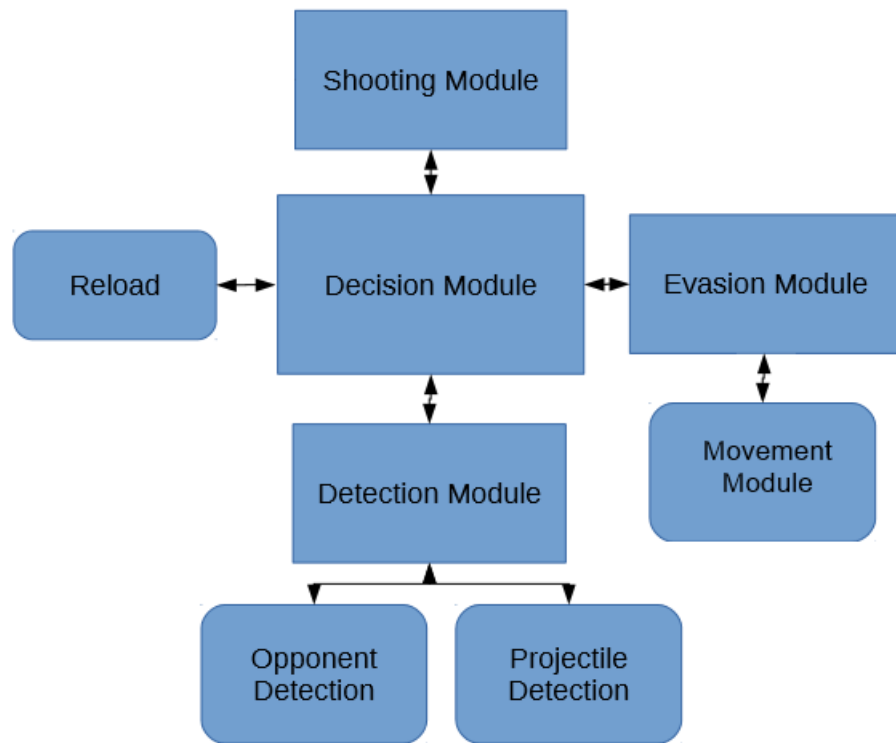 Shooting Module
Reload
Decision Module
Evasion Module
Movement
Module
Detection Module
Opponent
Detection
Projectile
Detection